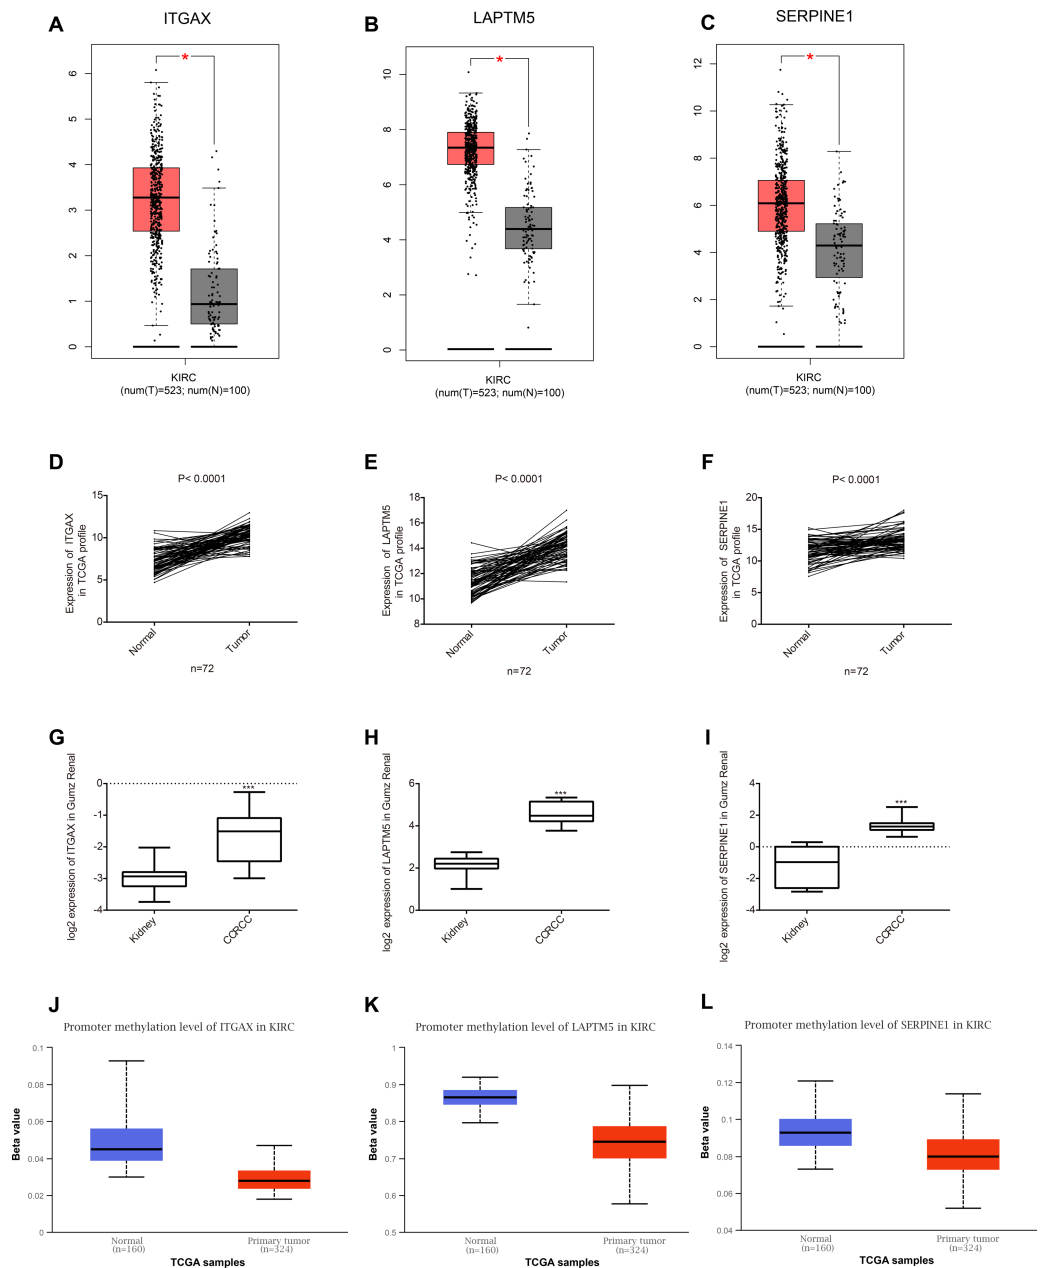 A
ITGAX
*
6
5
4
3
2
1
0
KIRC
(num(T)=523; num(N)=100)
B
LAPTM5
*
10
8
6
4
2
0
KIRC
(num(T)=523; num(N)=100)
C
SERPINE1
*
12
10
8
6
4
2
0
KIRC
(num(T)=523; num(N)=100)
D
P< 0.0001
Expression of ITGAX
in TCGA profile
15
10
5
0
Normal
Tumor
n=72
E
P< 0.0001
Expression of LAPTM5
in TCGA profile
18
16
14
12
10
8
Normal
Tumor
n=72
F
P< 0.0001
Expression of SERPINE1
in TCGA profile
20
15
10
5
0
Normal
Tumor
n=72
G
log2 expression of ITGAX in Gumz Renal
0
-1
-2
-3
-4
***
Kidney
CCRCC
H
log2 expression of LAPTM5 in Gumz Renal
6
4
2
0
***
Kidney
CCRCC
I
log2 expression of SERPINE1 in Gumz Renal
4
2
0
-2
-4
***
Kidney
CCRCC
J
Promoter methylation level of ITGAX in KIRC
Beta value
0.1
0.08
0.06
0.04
0.02
0
Normal
(n=160)
Primary tumor
(n=324)
TCGA samples
K
Promoter methylation level of LAPTM5 in KIRC
Beta value
1
0.9
0.8
0.7
0.6
0.5
Normal
(n=160)
Primary tumor
(n=324)
TCGA samples
L
Promoter methylation level of SERPINE1 in KIRC
Beta value
0.14
0.12
0.1
0.08
0.06
0.04
Normal
(n=160)
Primary tumor
(n=324)
TCGA samples